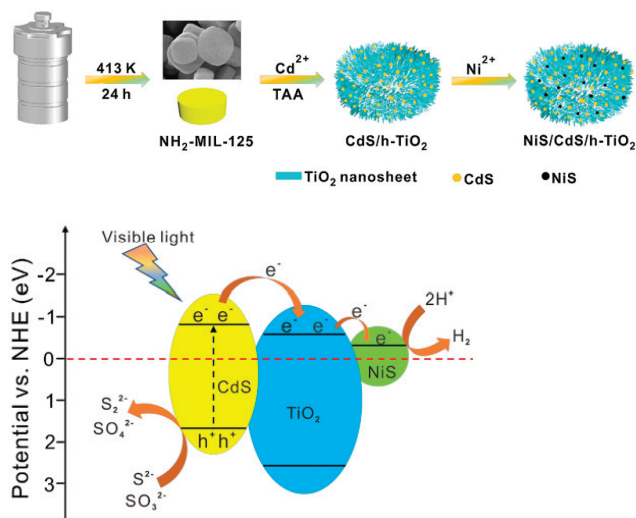 413 K
24 h
NH₂-MIL-125
Cd²⁺
TAA
CdS/h-TiO₂
Ni²⁺
NiS/CdS/h-TiO₂
TiO₂ nanosheet
CdS
NiS
Potential vs. NHE (eV)
-2
-1
0
1
2
3
Visible light
e⁻
e⁻ e⁻
CdS
h⁺ h⁺
e⁻ e⁻
TiO₂
e⁻
e⁻
NiS
2H⁺
H₂
S₂²⁻
SO₄²⁻
S²⁻
SO₃²⁻